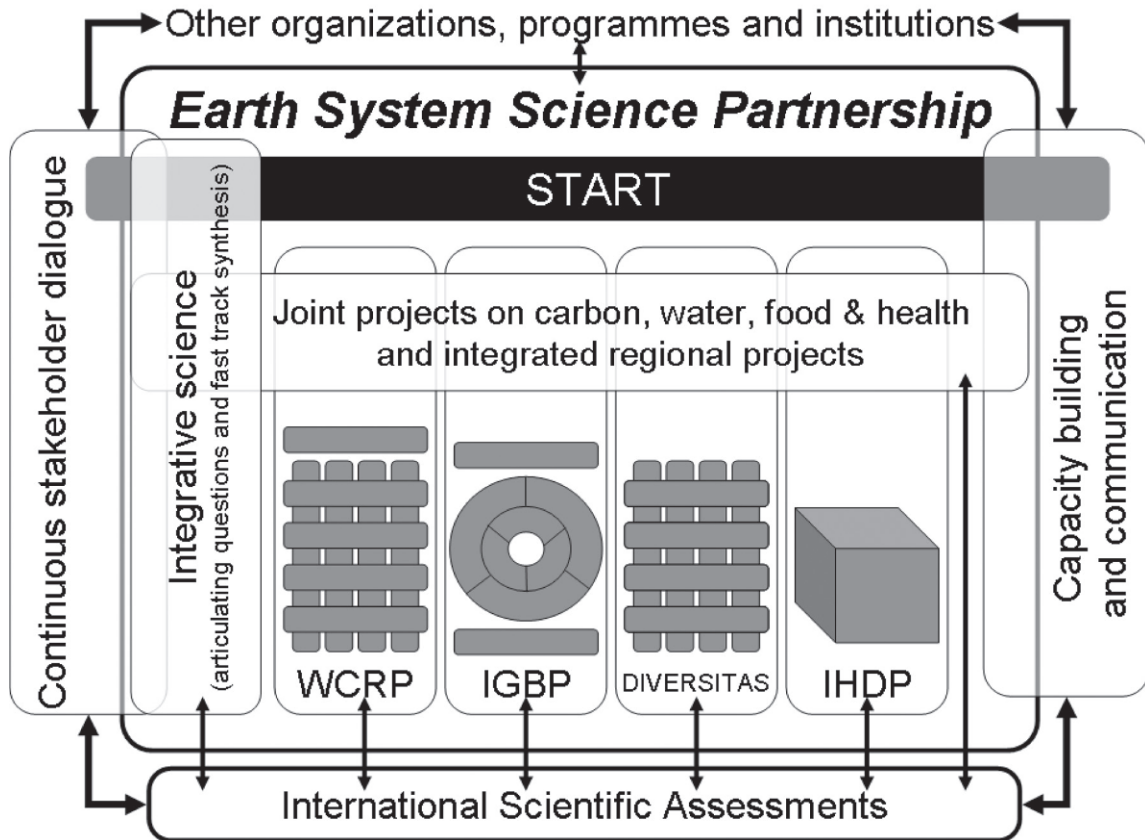 Other organizations, programmes and institutions
Earth System Science Partnership
START
Continuous stakeholder dialogue
Integrative science
(articulating questions and fast track synthesis)
Joint projects on carbon, water, food & health
and integrated regional projects
Capacity building
and communication
WCRP
IGBP
DIVERSITAS
IHDP
International Scientific Assessments